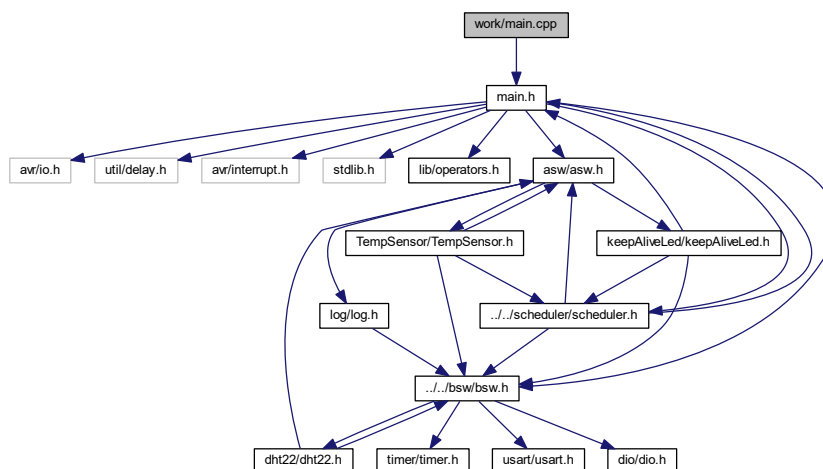 work/main.cpp
main.h
avr/io.h
util/delay.h
avr/interrupt.h
stdlib.h
lib/operators.h
asw/asw.h
TempSensor/TempSensor.h
keepAliveLed/keepAliveLed.h
log/log.h
../../scheduler/scheduler.h
../../bsw/bsw.h
dht22/dht22.h
timer/timer.h
usart/usart.h
dio/dio.h